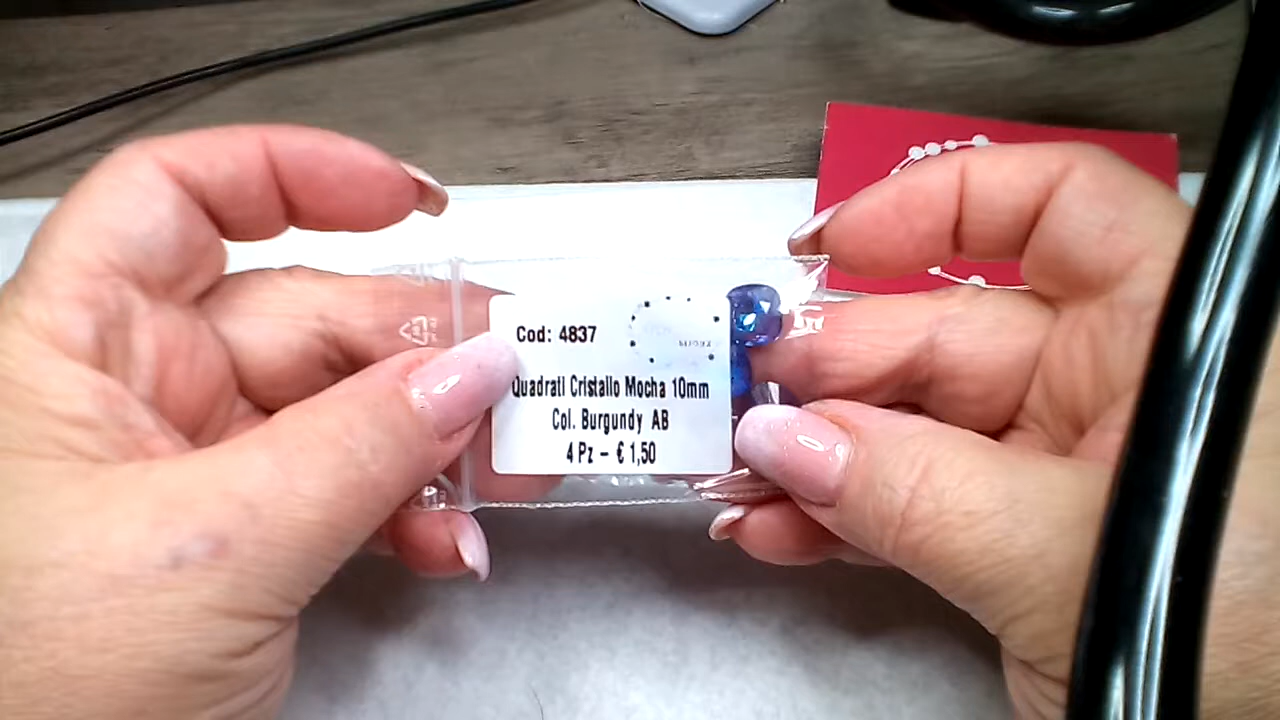 Cod: 4837
Quadrati Cristallo Mocha 10mm
Col. Burgundy AB
4 Pz - € 1,50